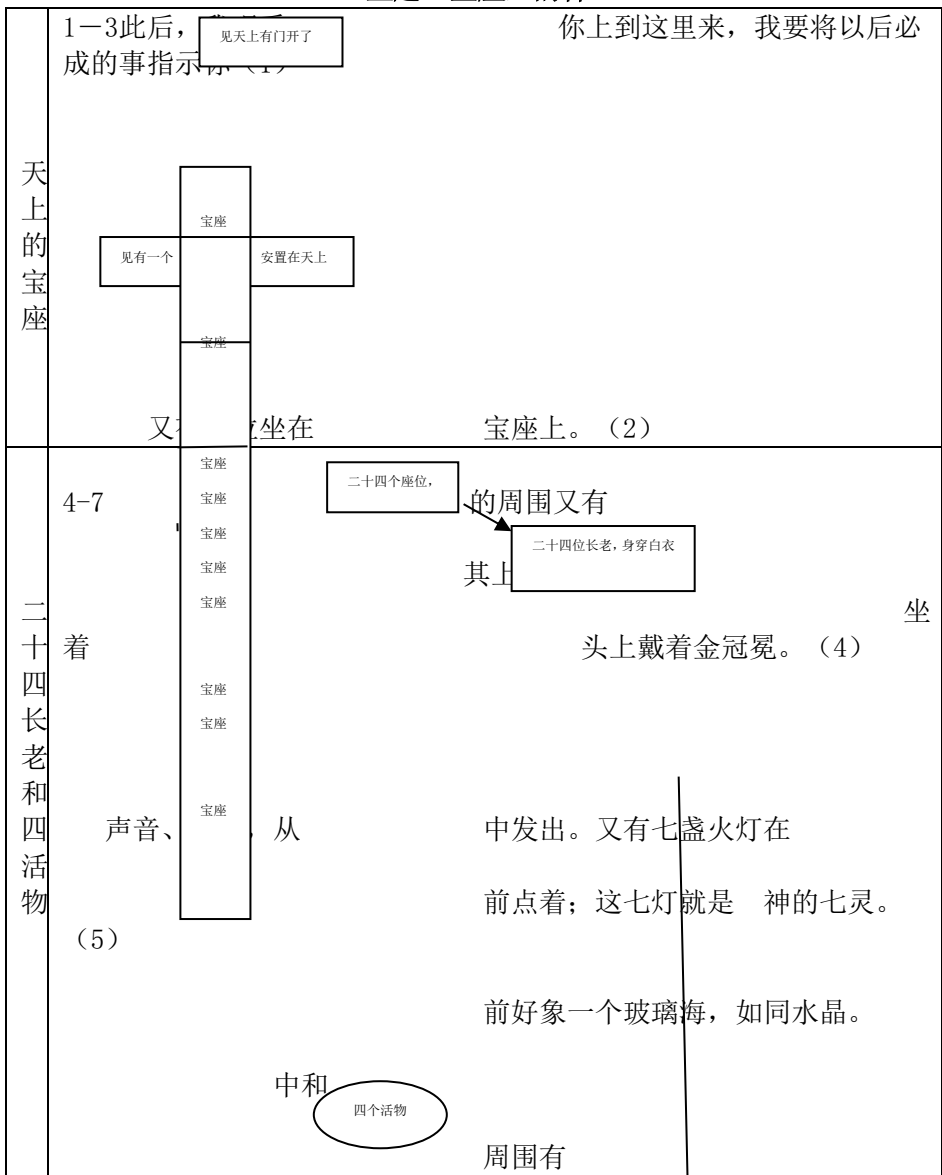 1－3此后，
见天上有门开了
你上到这里来，我要将以后必
成的事指示
（1）
天上的宝座
宝座
见有一个
安置在天上
宝座
又
坐在
宝座上。（2）
二十四长老和四活物
宝座
二十四个座位，
4-7
宝座
的周围又有
宝座
二十四位长老，身穿白衣
宝座
其上
宝座
坐
着
头上戴着金冠冕。（4）
宝座
宝座
宝座
声音、
从
中发出。又有七盏火灯在
前点着；这七灯就是　神的七灵。
（5）
前好象一个玻璃海，如同水晶。
中和
四个活物
周围有